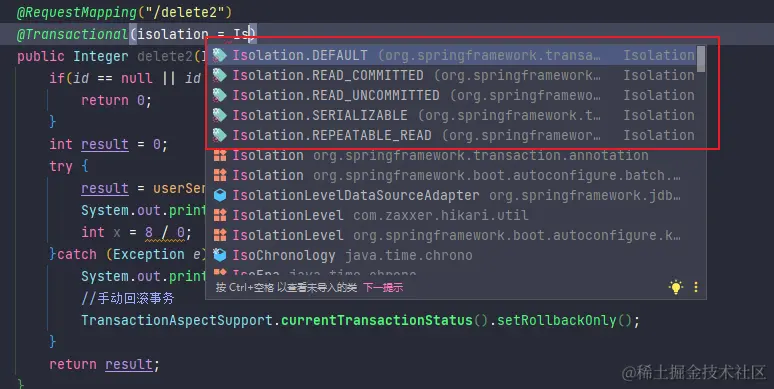 @RequestMapping("/delete2")
@Transactional(isolation = Is)
public Integer delete2(
if(id == null || id
return 0;
}
int result = 0;
try {
result = userSer
System.out.print
int x = 8 / 0;
}catch (Exception e)
System.out.print
//手动回滚事务
TransactionAspectSupport.currentTransactionStatus().setRollbackOnly();
}
return result;
}
Isolation.DEFAULT (org.springframework.transa... Isolation
Isolation.READ_COMMITTED (org.springframewo... Isolation
Isolation.READ_UNCOMMITTED (org.springframe... Isolation
Isolation.SERIALIZABLE (org.springframework.t... Isolation
Isolation.REPEATABLE_READ (org.springframewor... Isolation
Isolation org.springframework.transaction.annotation
Isolation org.springframework.boot.autoconfigure.batch....
IsolationLevelDataSourceAdapter org.springframework.jdb...
IsolationLevel com.zaxxer.hikari.util
IsolationLevel org.springframework.boot.autoconfigure.k...
IsoChronology java.time.chrono
IsoEra java.time.chrono
按 Ctrl+空格 以查看未导入的类 下一提示
@稀土掘金技术社区